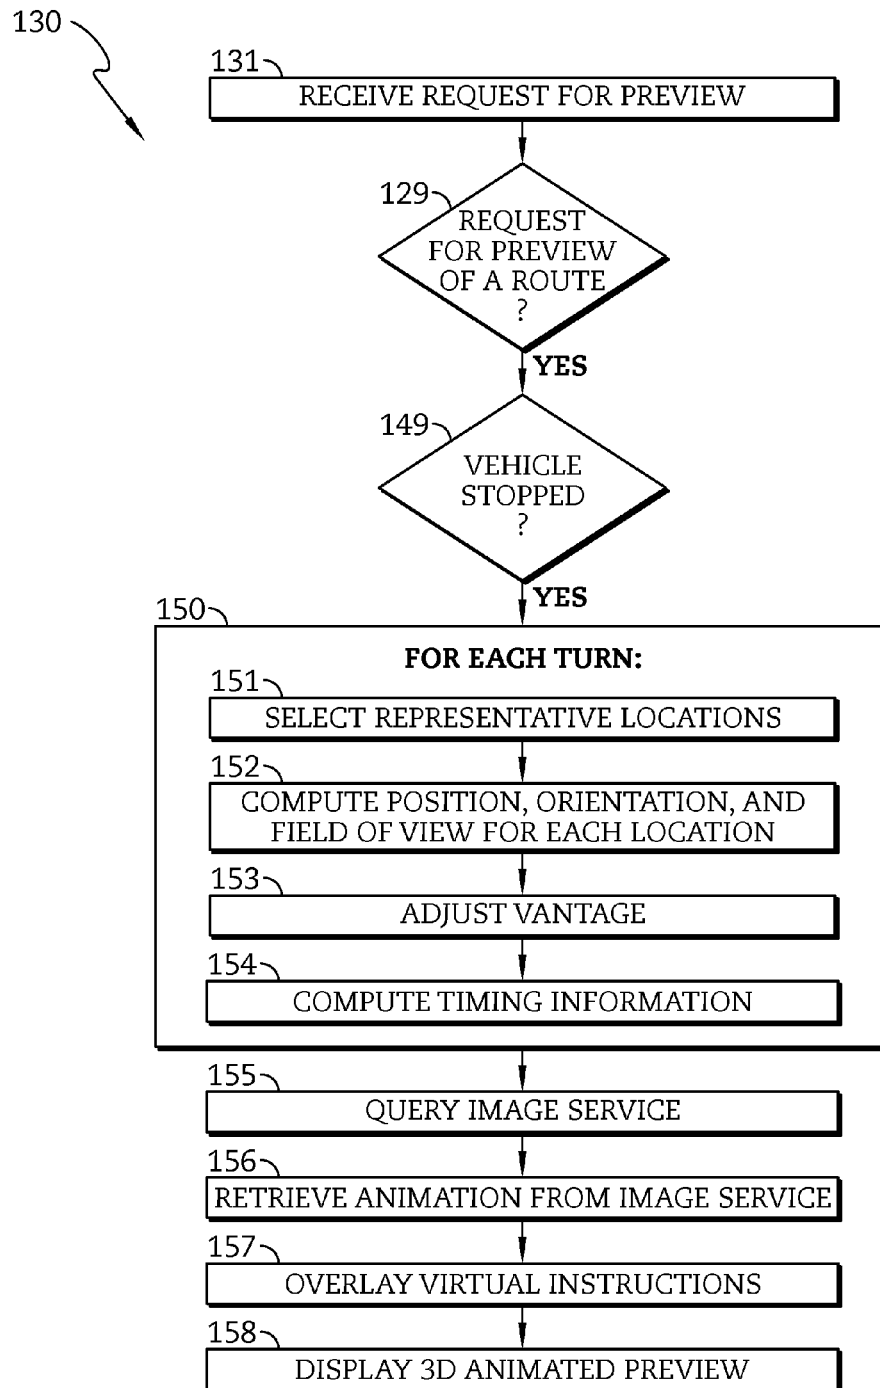 130
131
RECEIVE REQUEST FOR PREVIEW
129
REQUEST
FOR PREVIEW
OF A ROUTE
?
YES
149
VEHICLE
STOPPED
?
YES
150
FOR EACH TURN:
151
SELECT REPRESENTATIVE LOCATIONS
152
COMPUTE POSITION, ORIENTATION, AND
FIELD OF VIEW FOR EACH LOCATION
153
ADJUST VANTAGE
154
COMPUTE TIMING INFORMATION
155
QUERY IMAGE SERVICE
156
RETRIEVE ANIMATION FROM IMAGE SERVICE
157
OVERLAY VIRTUAL INSTRUCTIONS
158
DISPLAY 3D ANIMATED PREVIEW